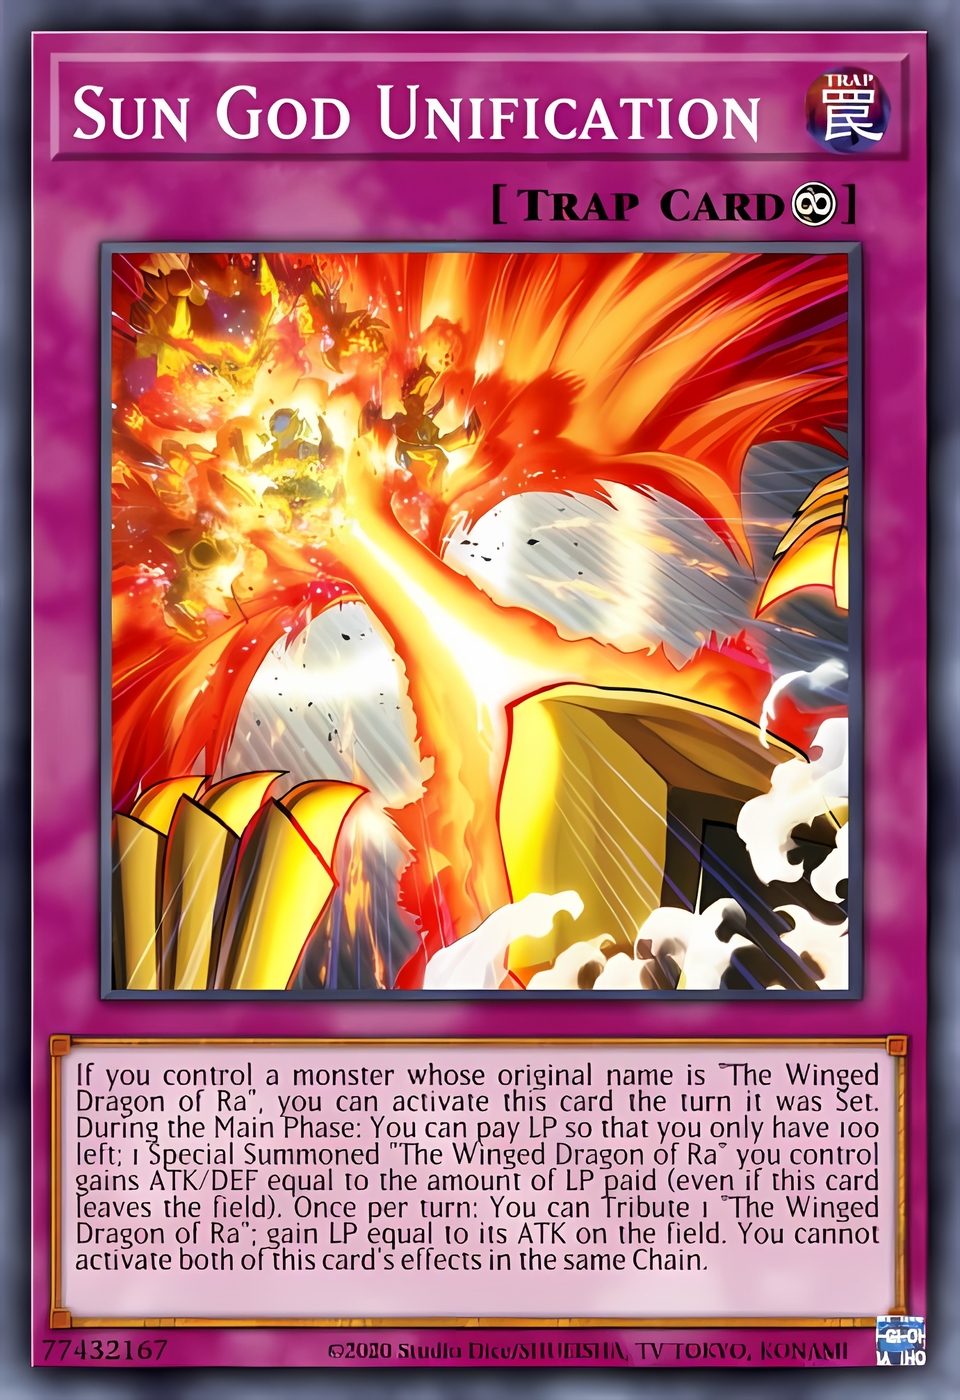 Sun God Unification
TRAP
罠
[Trap Card]
If you control a monster whose original name is "The Winged
Dragon of Ra", you can activate this card the turn it was Set.
During the Main Phase: You can pay LP so that you only have 100
left; 1 Special Summoned "The Winged Dragon of Ra" you control
gains ATK/DEF equal to the amount of LP paid (even if this card
leaves the field). Once per turn: You can Tribute 1 "The Winged
Dragon of Ra"; gain LP equal to its ATK on the field. You cannot
activate both of this card's effects in the same Chain.
77432167
©2020 Studio Dice/SHUEISHA, TV TOKYO, KONAMI